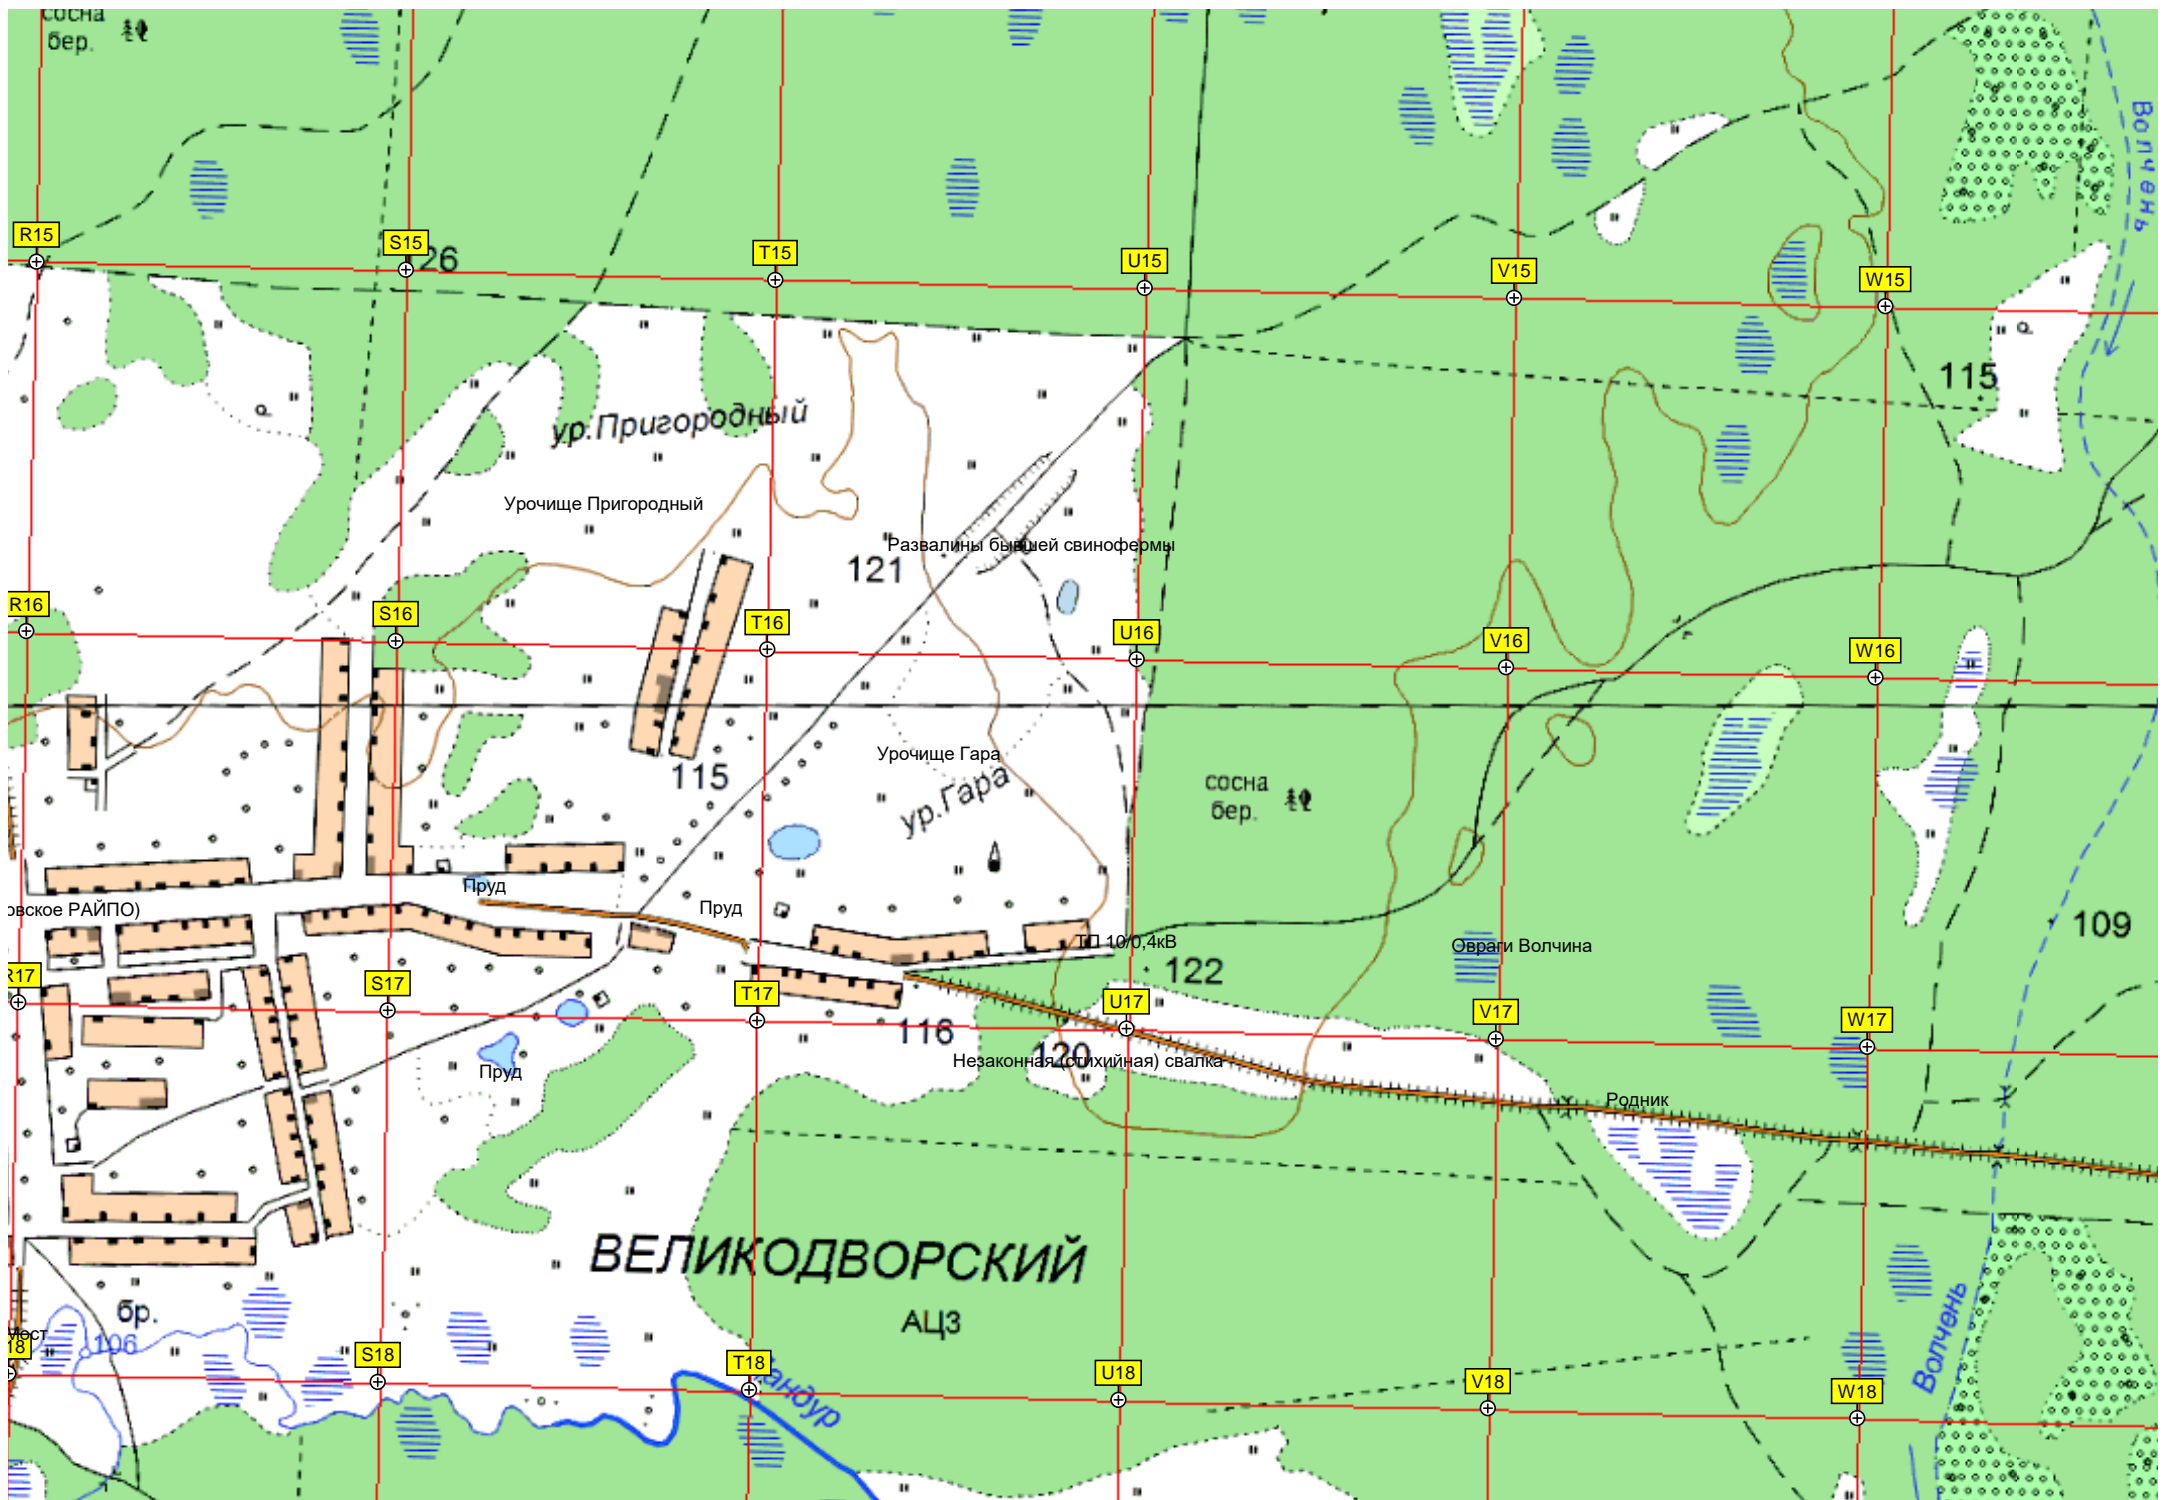 сосна
бер.
Волчень
R15
S15
26
T15
U15
V15
W15
115
ур.Пригородный
Урочище Пригородный
Развалины бывшей свинофермы
121
R16
S16
T16
U16
V16
W16
115
Урочище Гара
ур.Гара
сосна
бер.
Пруд
Пруд
овское РАЙПО)
109
ТП 10/0,4кВ
Овраги Волчина
122
R17
S17
T17
U17
V17
W17
116
120
Незаконная (стихийная) свалка
Пруд
Родник
ВЕЛИКОДВОРСКИЙ
АЦЗ
бр.
Мост
106
18
S18
T18
U18
V18
W18
Волчень